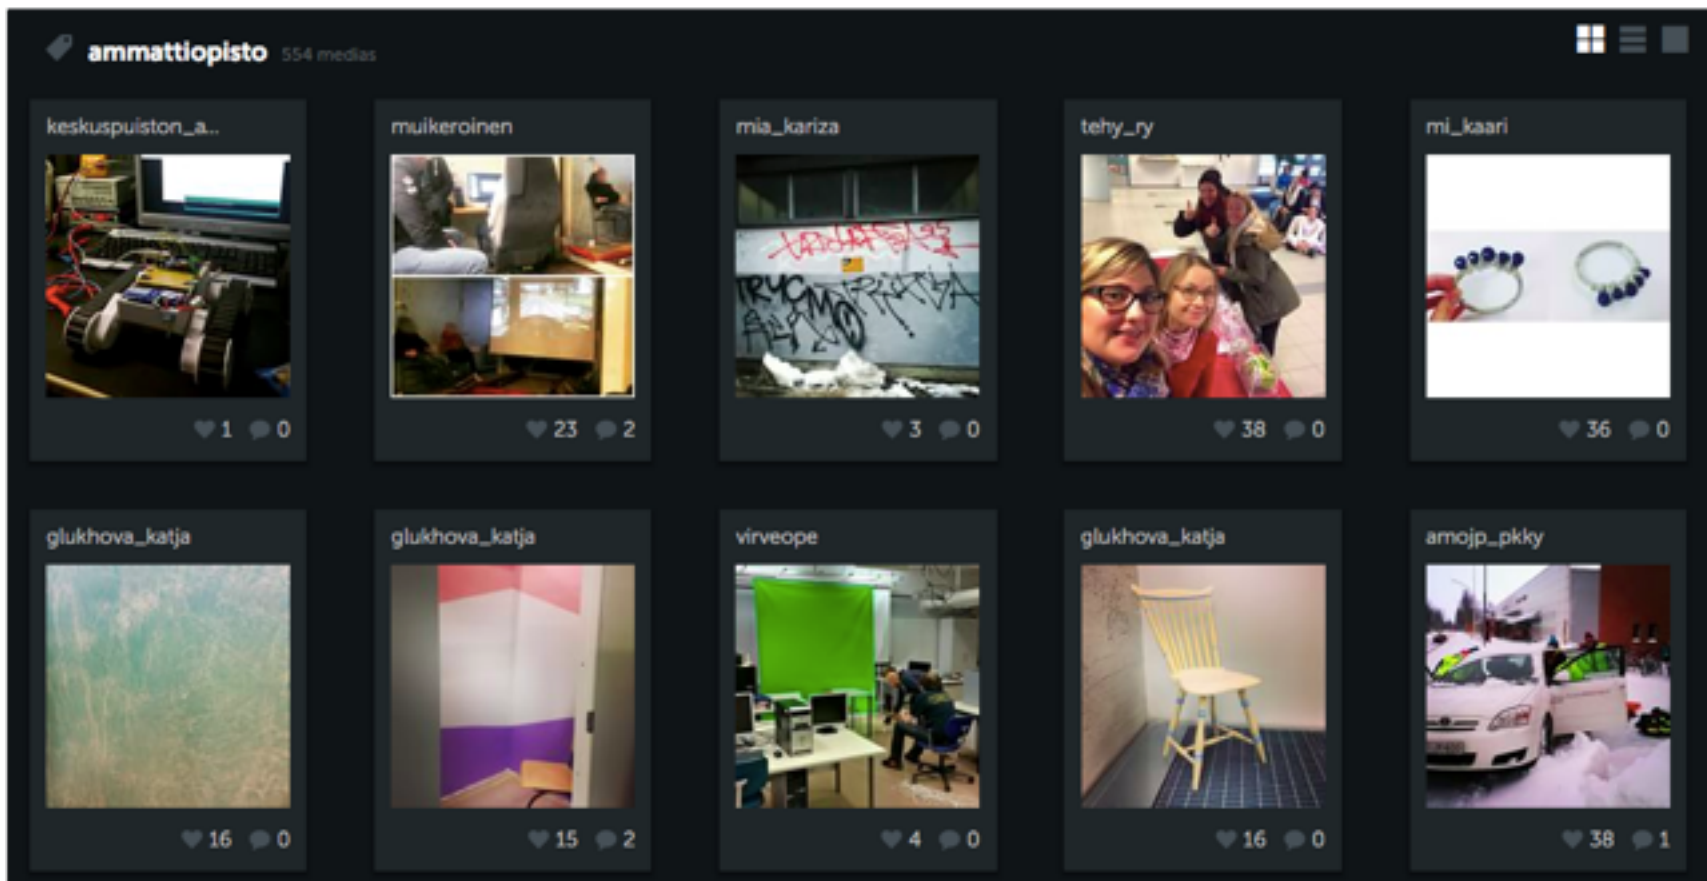 ammattiopisto 554 medias
keskuspuiston_a... muikeroinen mia_kariza tehy_ry mi_kaari
1 0 23 2 3 0 38 0 36 0
glukhova_katja glukhova_katja virveope glukhova_katja amojp_pkky
16 0 15 2 4 0 16 0 38 1